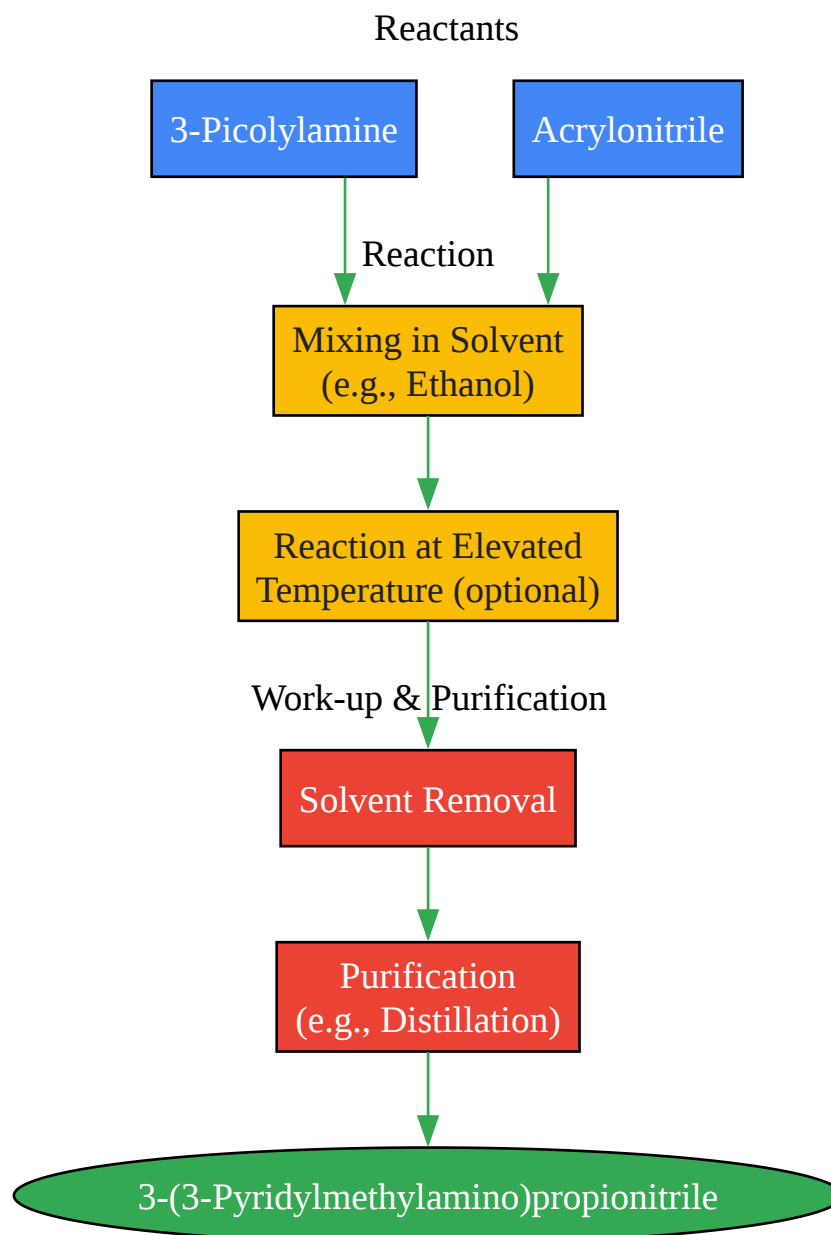 Reactants
3-Picolylamine
Acrylonitrile
Reaction
Mixing in Solvent
(e.g., Ethanol)
Reaction at Elevated
Temperature (optional)
Work-up & Purification
Solvent Removal
Purification
(e.g., Distillation)
3-(3-Pyridylmethylamino)propionitrile